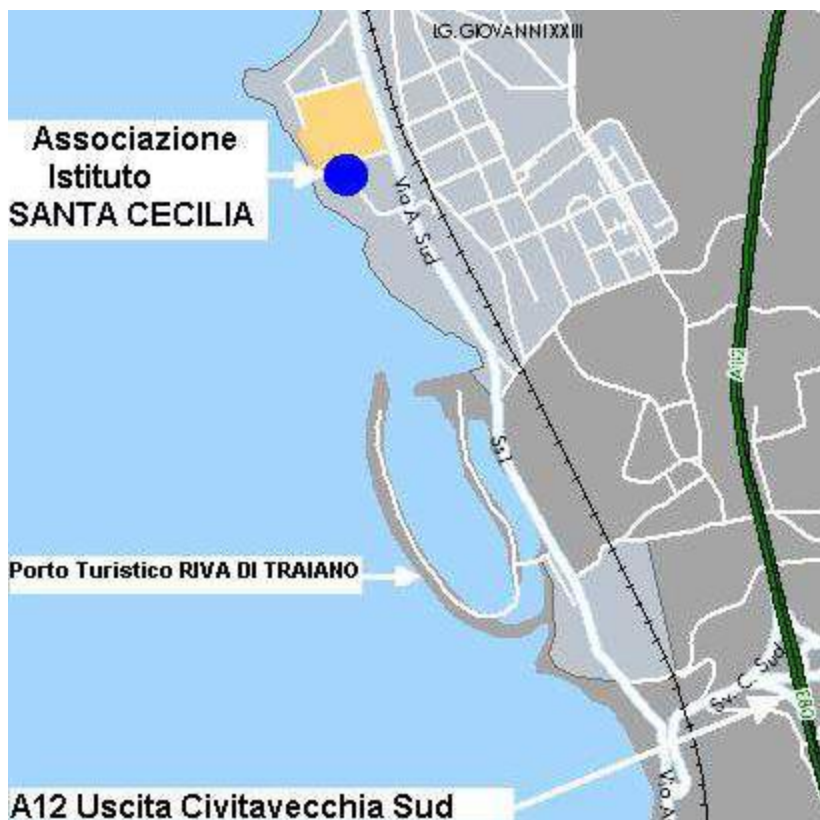 LG. GIOVANNI XXIII
Associazione
Istituto
SANTA CECILIA
Via A. Sud
A12
Ss1
Porto Turistico RIVA DI TRAIANO
Sv. C. Sud
E80
A12 Uscita Civitavecchia Sud
Via A